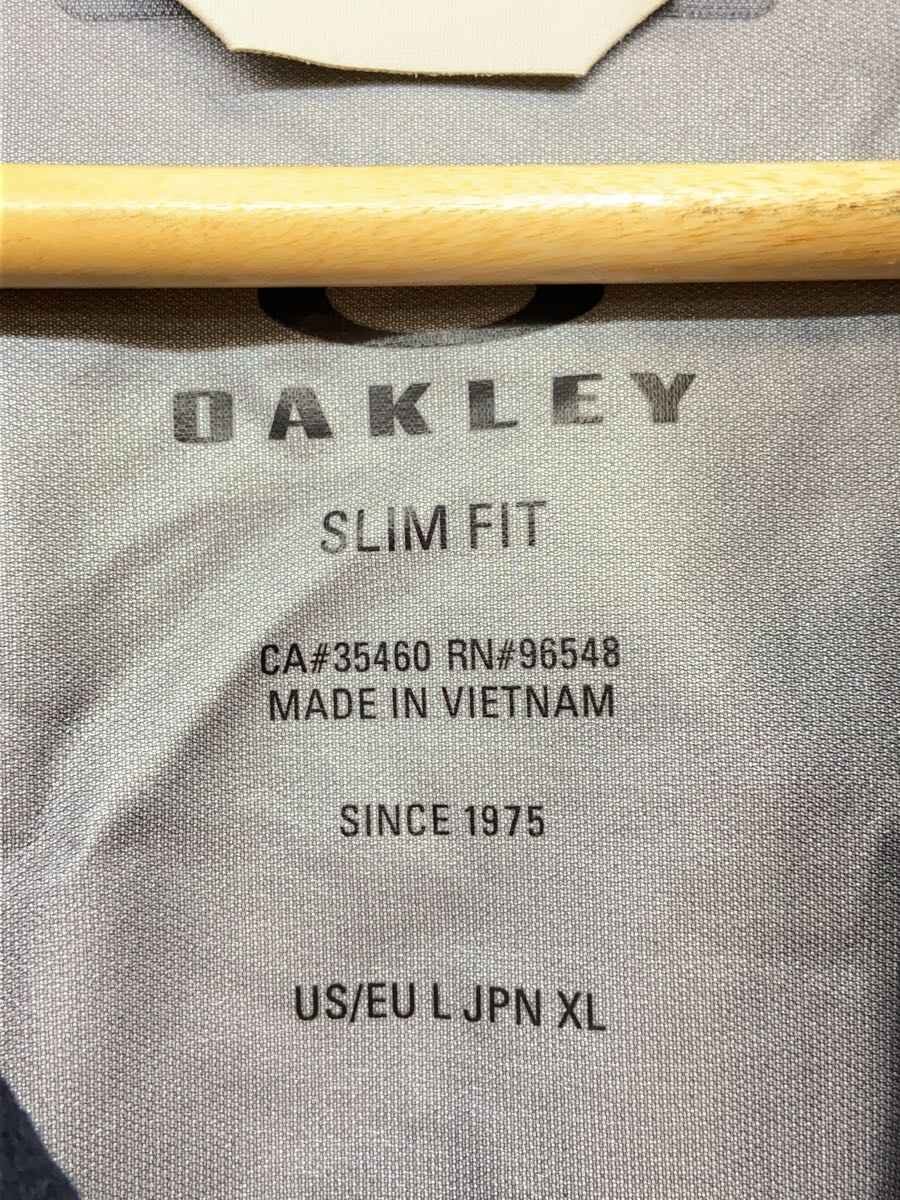 OAKLEY
SLIM FIT
CA#35460 RN#96548
MADE IN VIETNAM
SINCE 1975
US/EU L JPN XL